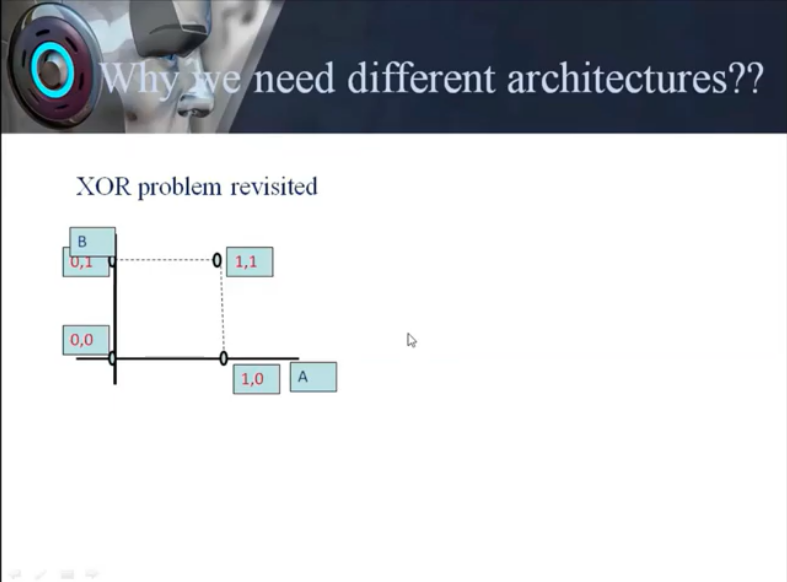 Why we need different architectures??
XOR problem revisited
B
0,1
1,1
0,0
1,0
A